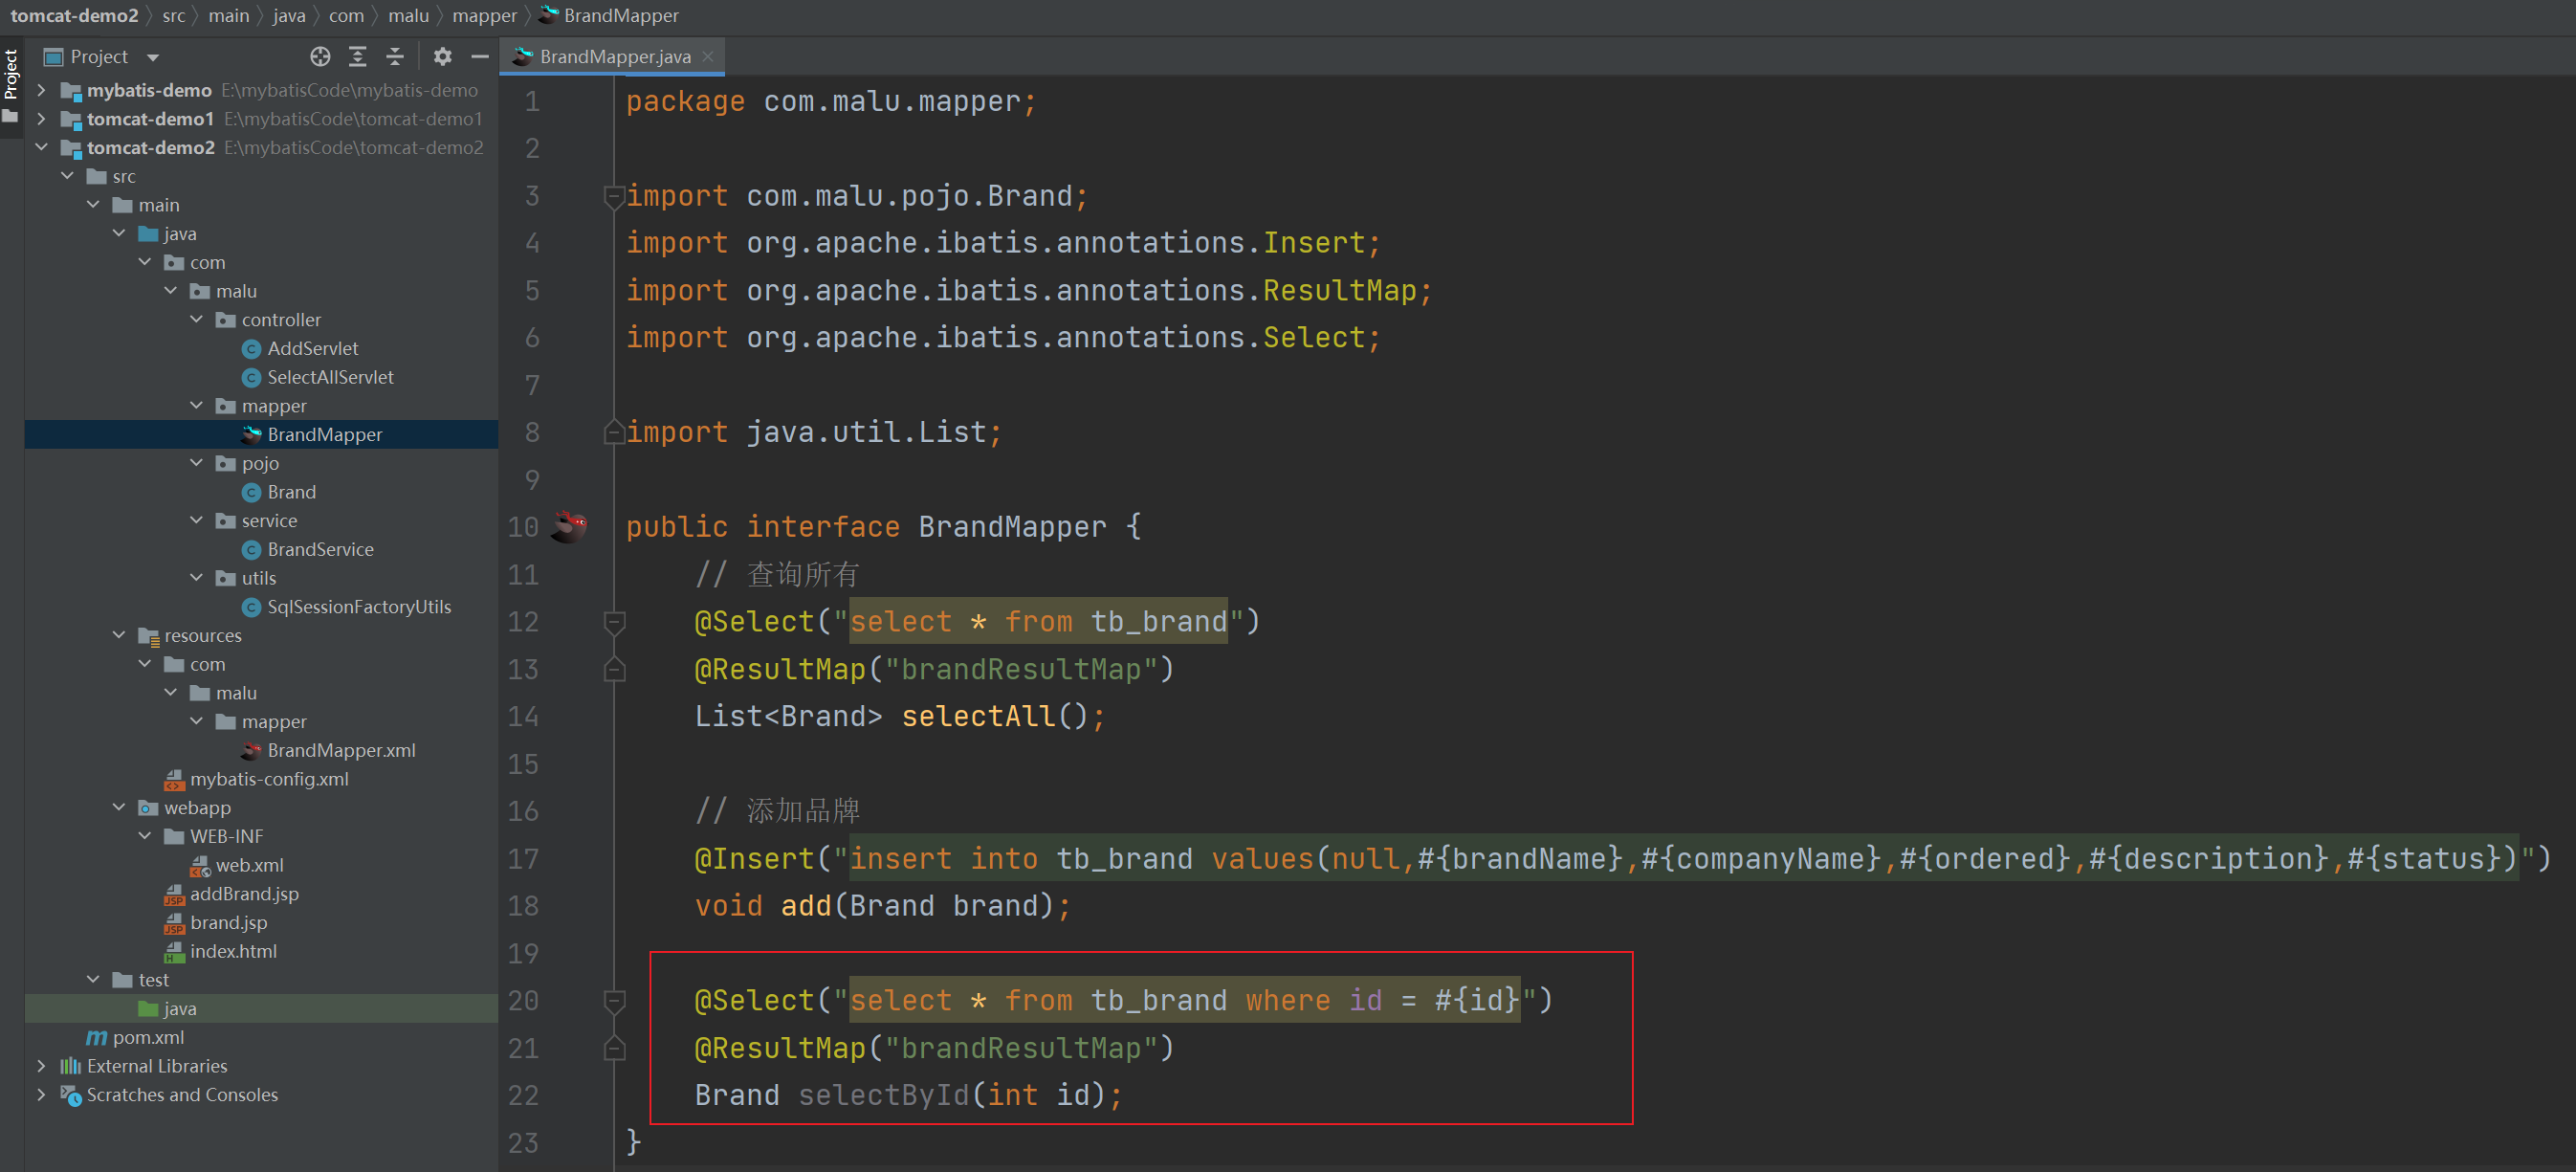 tomcat-demo2 src main java com malu mapper BrandMapper
Project
Project
BrandMapper.java
mybatis-demo E:\mybatisCode\mybatis-demo
tomcat-demo1 E:\mybatisCode\tomcat-demo1
tomcat-demo2 E:\mybatisCode\tomcat-demo2
src
main
java
com
malu
controller
AddServlet
SelectAllServlet
mapper
BrandMapper
pojo
Brand
service
BrandService
utils
SqlSessionFactoryUtils
resources
com
malu
mapper
BrandMapper.xml
mybatis-config.xml
webapp
WEB-INF
web.xml
addBrand.jsp
brand.jsp
index.html
test
java
pom.xml
External Libraries
Scratches and Consoles
1 package com.malu.mapper;
2
3 import com.malu.pojo.Brand;
4 import org.apache.ibatis.annotations.Insert;
5 import org.apache.ibatis.annotations.ResultMap;
6 import org.apache.ibatis.annotations.Select;
7
8 import java.util.List;
9
10 public interface BrandMapper {
11 // 查询所有
12 @Select("select * from tb_brand")
13 @ResultMap("brandResultMap")
14 List<Brand> selectAll();
15
16 // 添加品牌
17 @Insert("insert into tb_brand values(null,#{brandName},#{companyName},#{ordered},#{description},#{status})")
18 void add(Brand brand);
19
20 @Select("select * from tb_brand where id = #{id}")
21 @ResultMap("brandResultMap")
22 Brand selectById(int id);
23 }